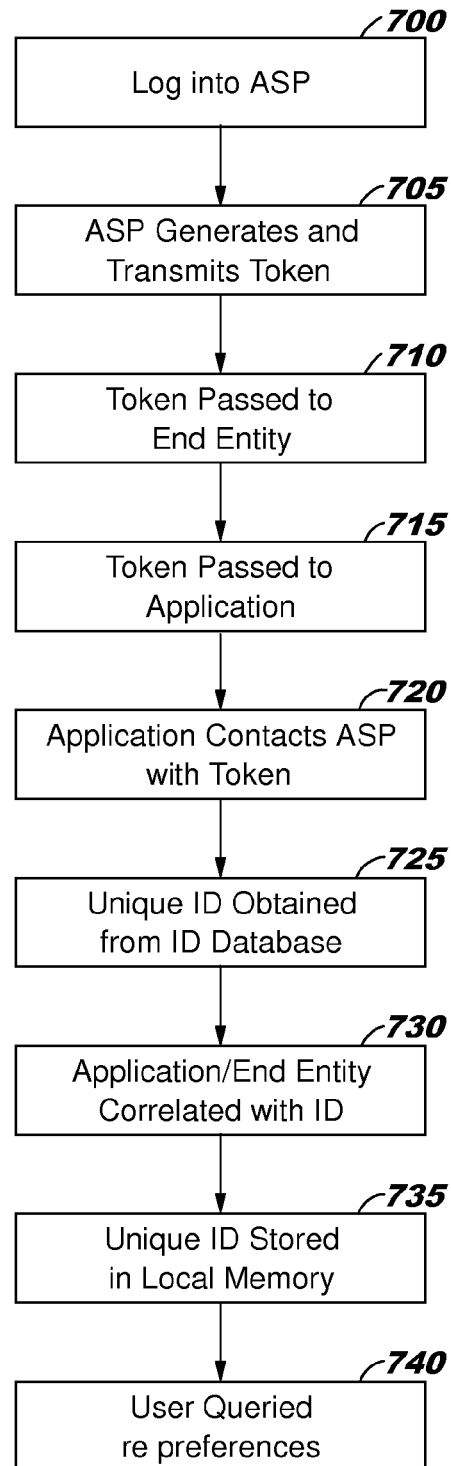 700
Log into ASP
705
ASP Generates and
Transmits Token
710
Token Passed to
End Entity
715
Token Passed to
Application
720
Application Contacts ASP
with Token
725
Unique ID Obtained
from ID Database
730
Application/End Entity
Correlated with ID
735
Unique ID Stored
in Local Memory
740
User Queried
re preferences